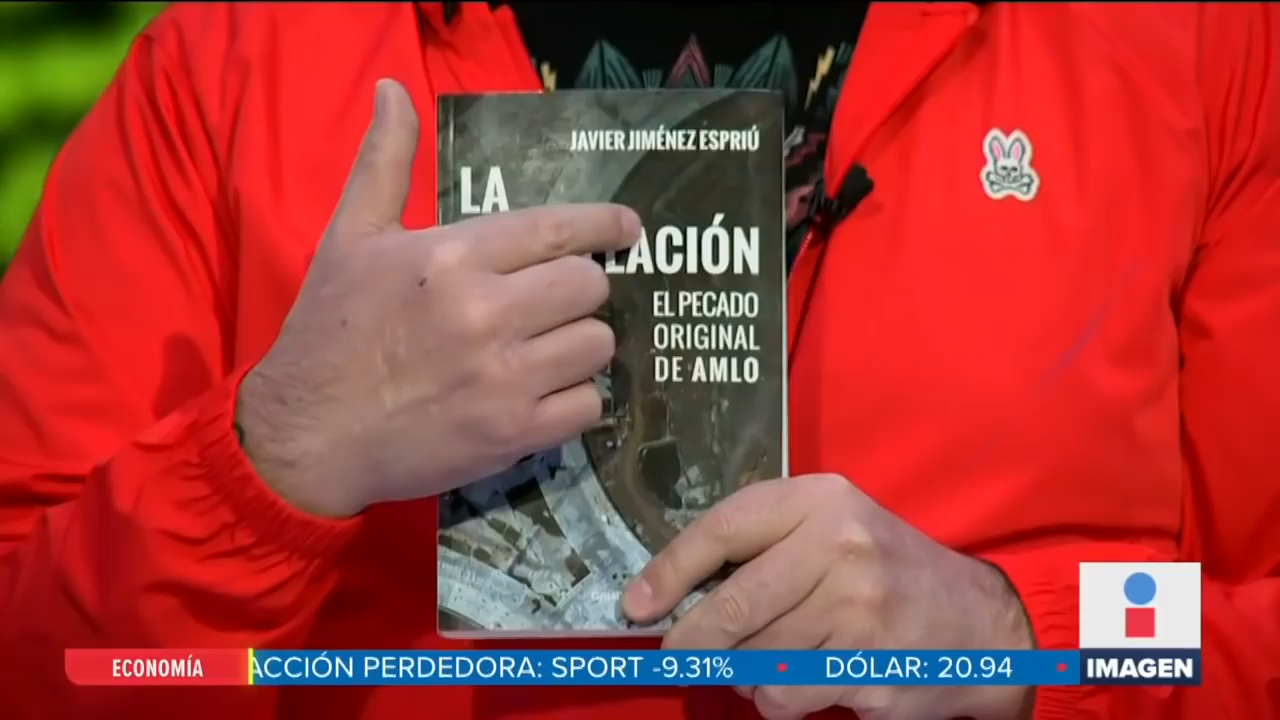 JAVIER JIMÉNEZ ESPRIÚ
LA
LACIÓN
EL PECADO
ORIGINAL
DE AMLO
ECONOMÍA
ACCIÓN PERDEDORA: SPORT -9.31% • DÓLAR: 20.94 •
IMAGEN